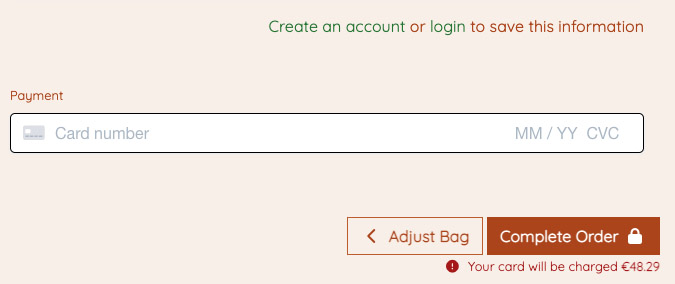 Create an account or login to save this information
Payment
Card number MM / YY CVC
Adjust Bag Complete Order
Your card will be charged €48.29